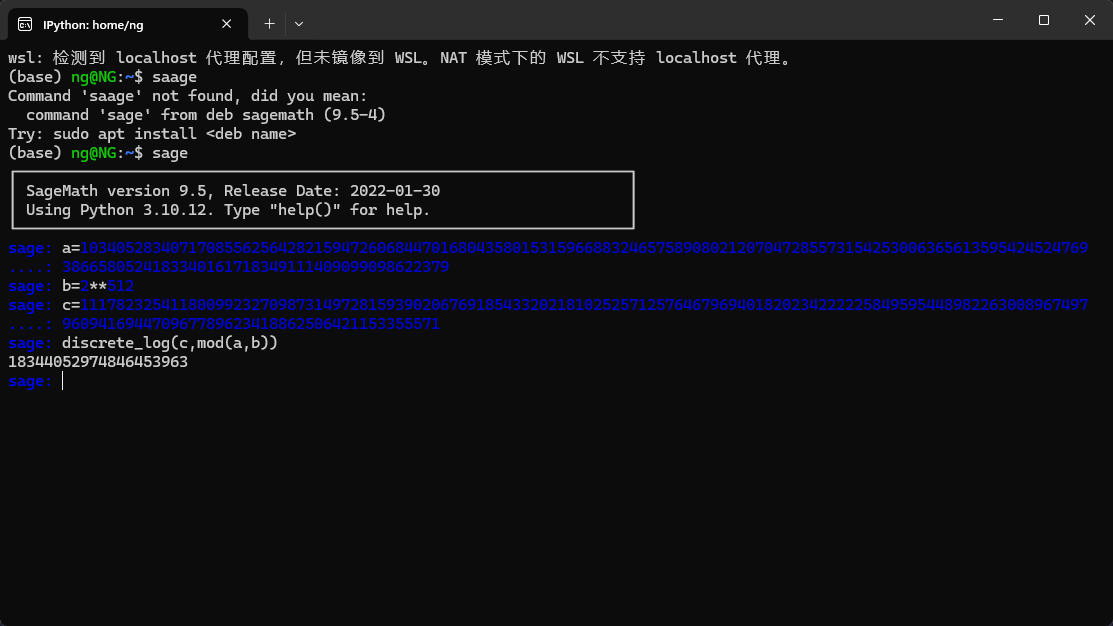 IPython: home/ng
wsl: 检测到 localhost 代理配置，但未镜像到 WSL。NAT 模式下的 WSL 不支持 localhost 代理。
(base) ng@NG:~$ saage
Command 'saage' not found, did you mean:
  command 'sage' from deb sagemath (9.5-4)
Try: sudo apt install <deb name>
(base) ng@NG:~$ sage
SageMath version 9.5, Release Date: 2022-01-30
Using Python 3.10.12. Type "help()" for help.
sage: a=1034052834071708556256428215947260684470168043580153159668832465758908021207047285573154253006365613595424524769
....: 3866580524183340161718349111409099098622379
sage: b=2**512
sage: c=1117823254118009923270987314972815939020676918543320218102525712576467969401820234222225849595448982263008967497
....: 960941694470967789623418862506421153355571
sage: discrete_log(c,mod(a,b))
18344052974846453963
sage: